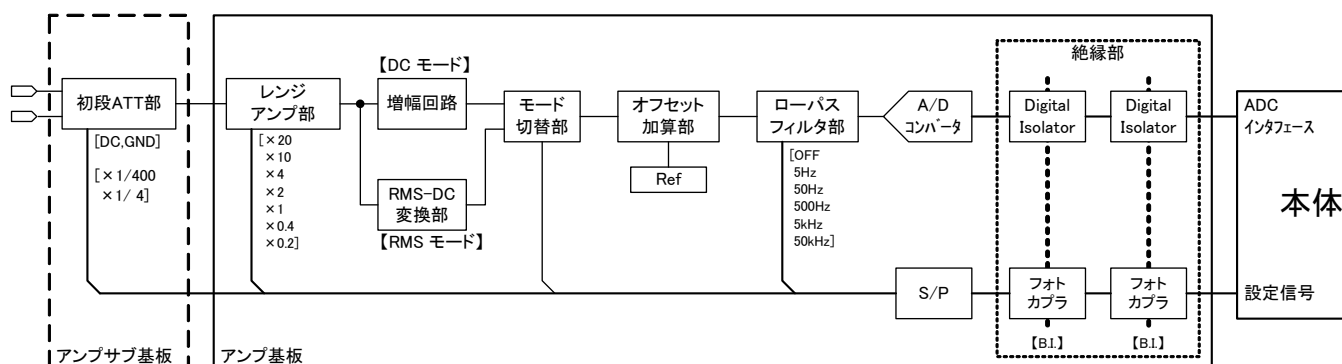 絶縁部
【DC モード】
初段ATT部
レンジ
アンプ部
増幅回路
モード
切替部
オフセット
加算部
ローパス
フィルタ部
A/D
コンバータ
Digital
Isolator
Digital
Isolator
ADC
インタフェース
[DC,GND]
[×1/400
×1/ 4]
[×20
×10
×4
×2
×1
×0.4
×0.2]
RMS-DC
変換部
【RMS モード】
Ref
[OFF
5Hz
50Hz
500Hz
5kHz
50kHz]
本体
S/P
フォト
カプラ
フォト
カプラ
設定信号
【B.I.】
【B.I.】
アンプサブ基板
アンプ基板